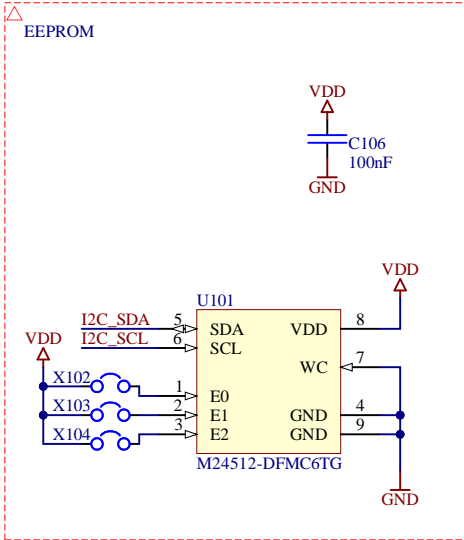 EEPROM
VDD
C106
100nF
GND
VDD
U101
I2C_SDA 5 SDA VDD 8
I2C_SCL 6 SCL
VDD
WC 7
X102 1 E0
X103 2 E1 GND 4
X104 3 E2 GND 9
M24512-DFMC6TG
GND